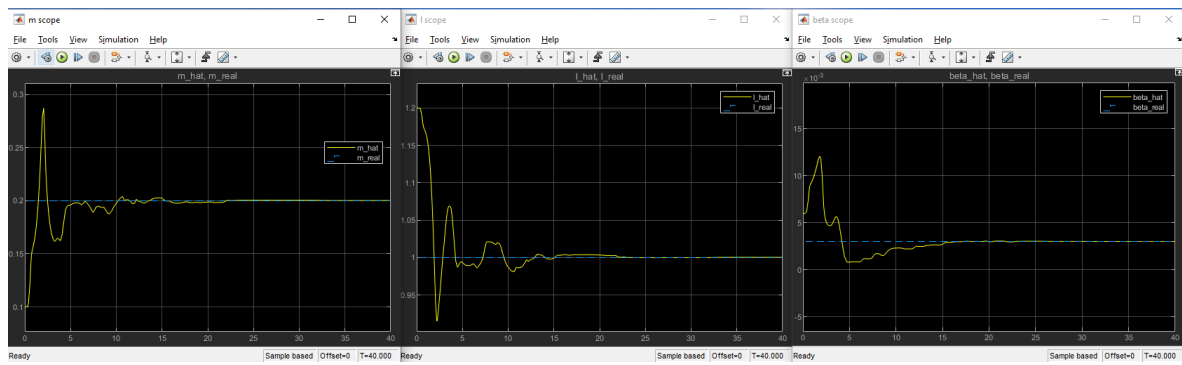 m scope
File Tools View Simulation Help
m_hat, m_real
m_hat
m_real
0.3
0.25
0.2
0.15
0.1
0 5 10 15 20 25 30 35 40
Ready Sample based Offset=0 T=40.000
l scope
File Tools View Simulation Help
l_hat, l_real
l_hat
l_real
1.2
1.15
1.1
1.05
1
0.95
0 5 10 15 20 25 30 35 40
Ready Sample based Offset=0 T=40.000
beta scope
File Tools View Simulation Help
beta_hat, beta_real
×10⁻³
beta_hat
beta_real
15
10
5
0
-5
0 5 10 15 20 25 30 35 40
Ready Sample based Offset=0 T=40.000